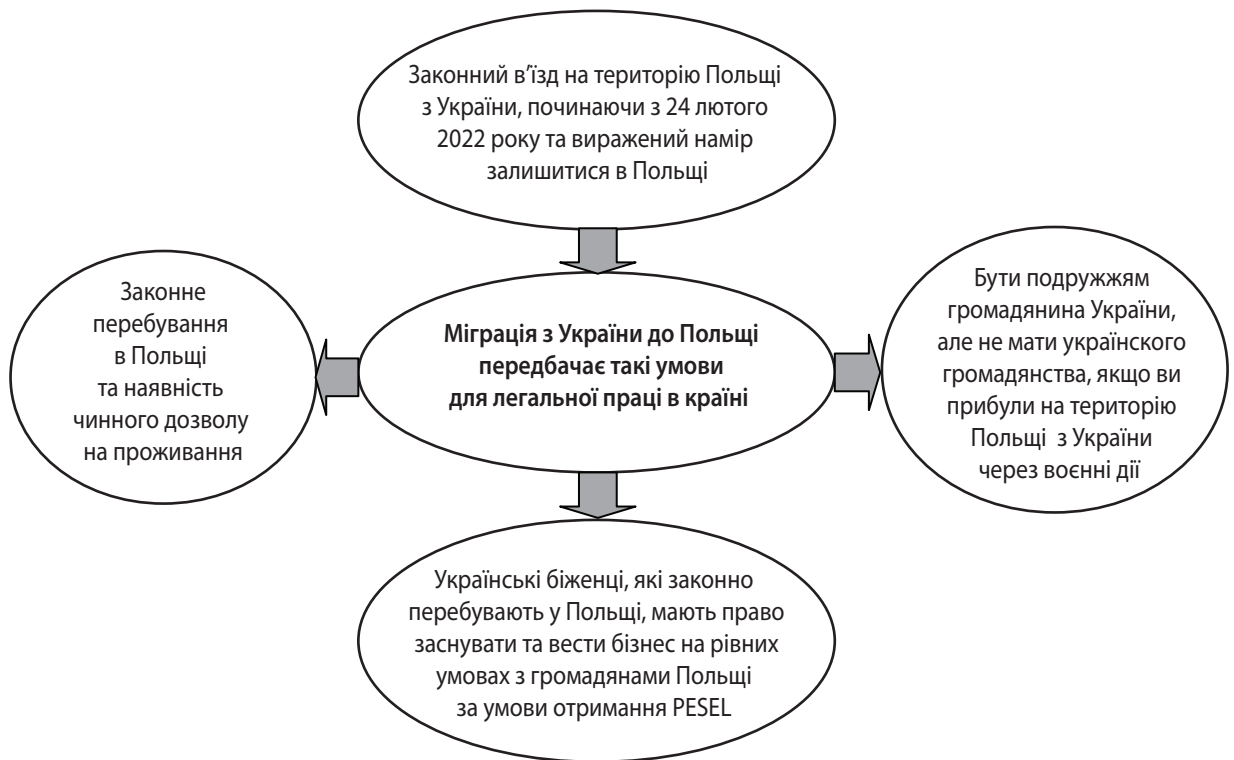 Законний в’їзд на територію Польщі
з України, починаючи з 24 лютого
2022 року та виражений намір
залишитися в Польщі
Законне
перебування
в Польщі
та наявність
чинного дозволу
на проживання
Міграція з України до Польщі
передбачає такі умови
для легальної праці в країні
Бути подружжям
громадянина України,
але не мати українского
громадянства, якщо ви
прибули на територію
Польщі з України
через воєнні дії
Українські біженці, які законно
перебувають у Польщі, мають право
заснувати та вести бізнес на рівних
умовах з громадянами Польщі
за умови отримання PESEL